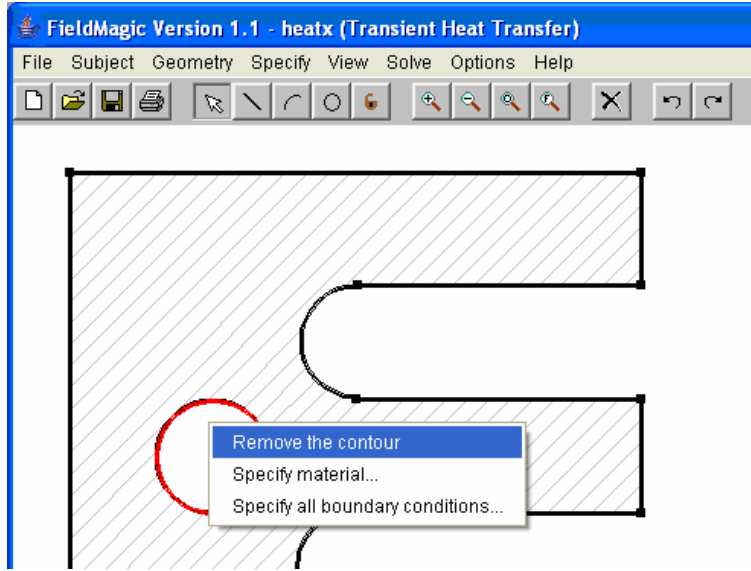 FieldMagic Version 1.1 - heatx (Transient Heat Transfer)
File Subject Geometry Specify View Solve Options Help
Remove the contour
Specify material...
Specify all boundary conditions...